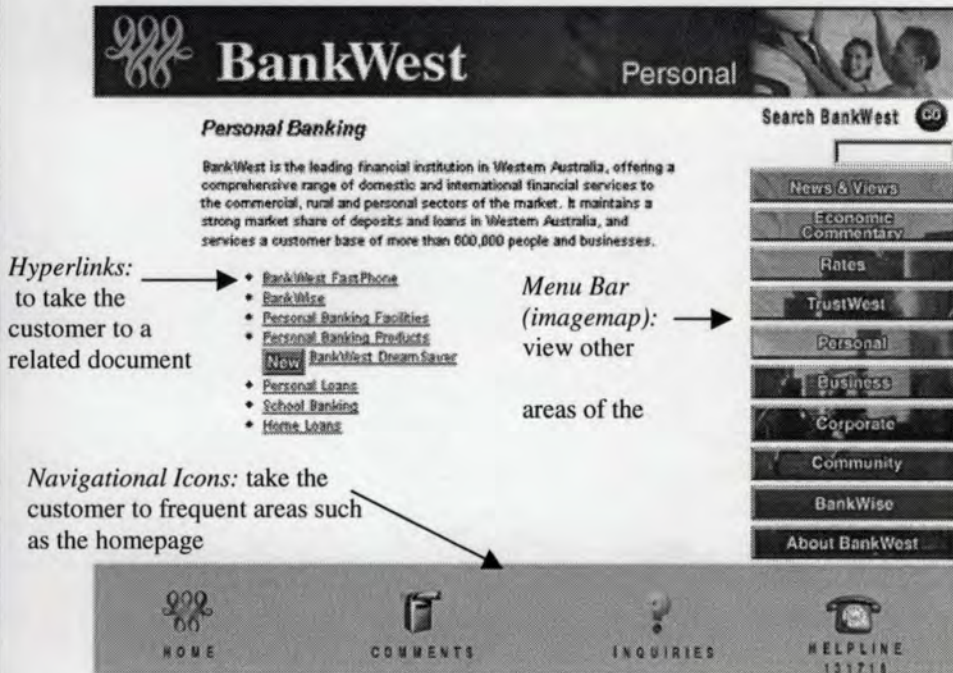 BankWest
Personal
Search BankWest GO
Personal Banking
BankWest is the leading financial institution in Western Australia, offering a
comprehensive range of domestic and international financial services to
the commercial, rural and personal sectors of the market. It maintains a
strong market share of deposits and loans in Western Australia, and
services a customer base of more than 600,000 people and businesses.
Hyperlinks:
to take the
customer to a
related document
BankWest FastPhone
BankWise
Personal Banking Facilities
Personal Banking Products
New BankWest DreamSaver
Personal Loans
School Banking
Home Loans
Menu Bar
(imagemap):
view other
areas of the
News & Views
Economic
Commentary
Rates
TrustWest
Personal
Business
Corporate
Community
BankWise
About BankWest
Navigational Icons: take the
customer to frequent areas such
as the homepage
HOME
COMMENTS
INQUIRIES
HELPLINE
131718